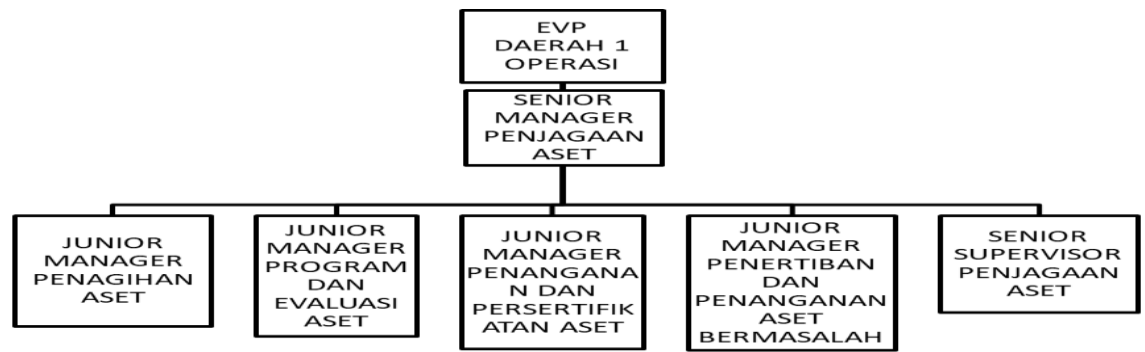 EVP
DAERAH 1
OPERASI
SENIOR
MANAGER
PENJAGAAN
ASET
JUNIOR
MANAGER
PENAGIHAN
ASET
JUNIOR
MANAGER
PROGRAM
DAN
EVALUASI
ASET
JUNIOR
MANAGER
PENANGANA
N DAN
PERSERTIFIK
ATAN ASET
JUNIOR
MANAGER
PENERTIBAN
DAN
PENANGANAN
ASET
BERMASALAH
SENIOR
SUPERVISOR
PENJAGAAN
ASET